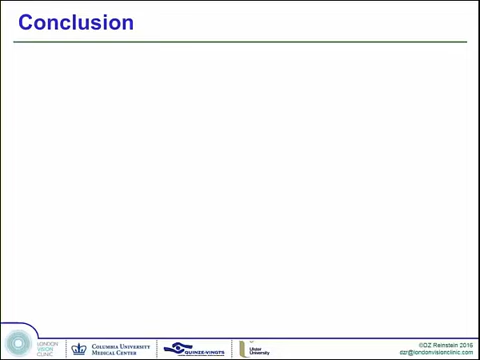 Conclusion
LONDON
VISION
CLINIC
COLUMBIA UNIVERSITY
MEDICAL CENTER
QUINZE-VINGTS
Ulster
University
©DZ Reinstein 2016
dzr@londonvisionclinic.com